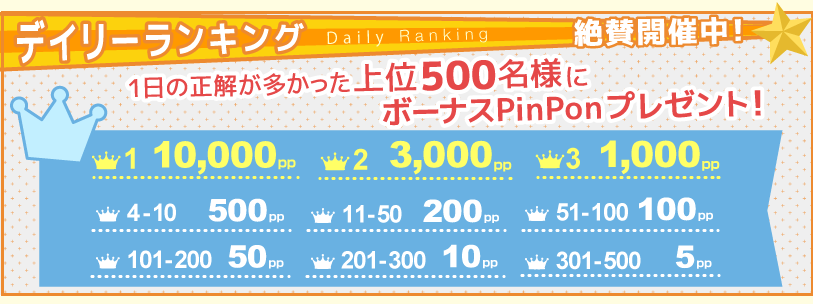 デイリーランキング Daily Ranking 絶賛開催中!
1日の正解が多かった上位500名様に
ボーナスPinPonプレゼント!
1 10,000pp 2 3,000pp 3 1,000pp
4-10 500pp 11-50 200pp 51-100 100pp
101-200 50pp 201-300 10pp 301-500 5pp